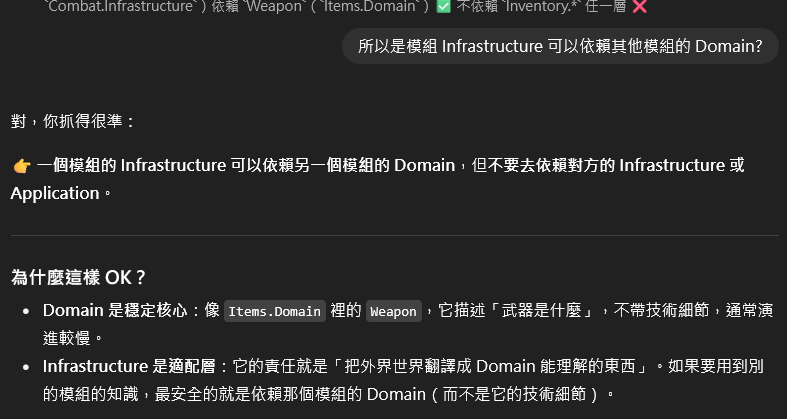 `Combat.Infrastructure`) 依賴 `Weapon` (`Items.Domain`) ✅ 不依賴 `Inventory.*` 任一層 ❌
所以是模組 Infrastructure 可以依賴其他模組的 Domain?
對，你抓得很準：
👉 一個模組的 Infrastructure 可以依賴另一個模組的 Domain，但不要去依賴對方的 Infrastructure 或
Application。
為什麼這樣 OK？
• Domain 是穩定核心：像 Items.Domain 裡的 Weapon，它描述「武器是什麼」，不帶技術細節，通常演
進較慢。
• Infrastructure 是適配層：它的責任就是「把外界世界翻譯成 Domain 能理解的東西」。如果要用到別
的模組的知識，最安全的就是依賴那個模組的 Domain（而不是它的技術細節）。